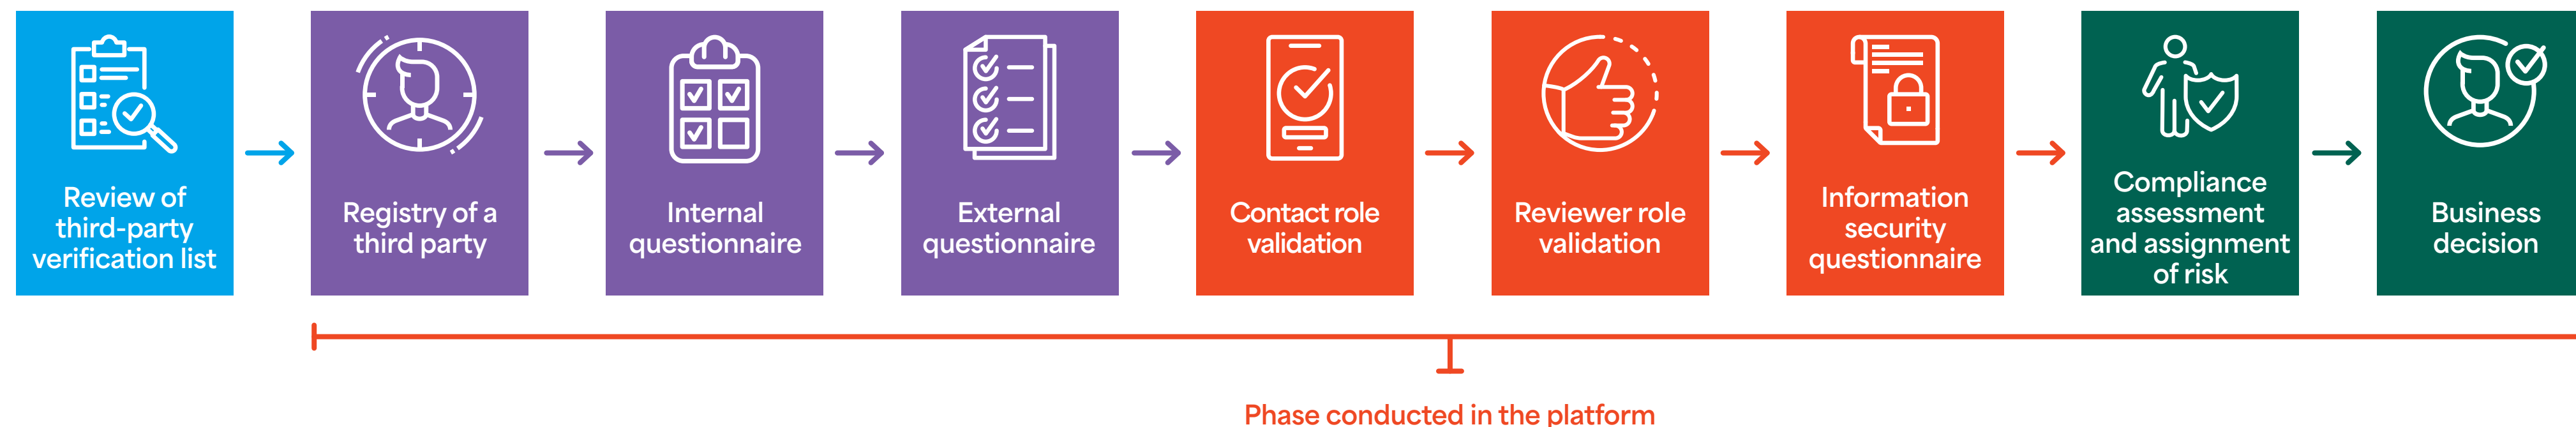 Review of
third-party
verification list
Registry of a
third party
Internal
questionnaire
External
questionnaire
Contact role
validation
Reviewer role
validation
Information
security
questionnaire
Compliance
assessment
and assignment
of risk
Business
decision
Phase conducted in the platform